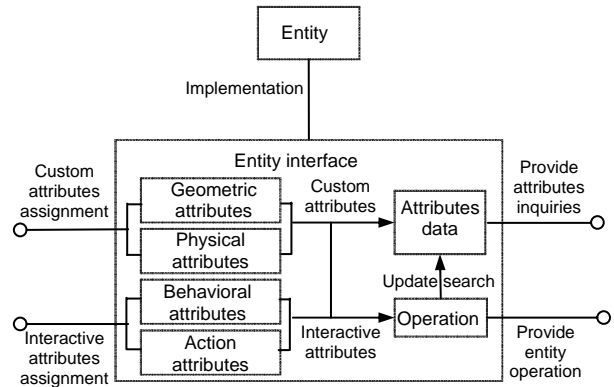 Entity
Implementation
Entity interface
Custom
attributes
assignment
Geometric
attributes
Physical
attributes
Custom
attributes
Attributes
data
Provide
attributes
inquiries
Update search
Behavioral
attributes
Action
attributes
Interactive
attributes
Operation
Interactive
attributes
assignment
Provide
entity
operation